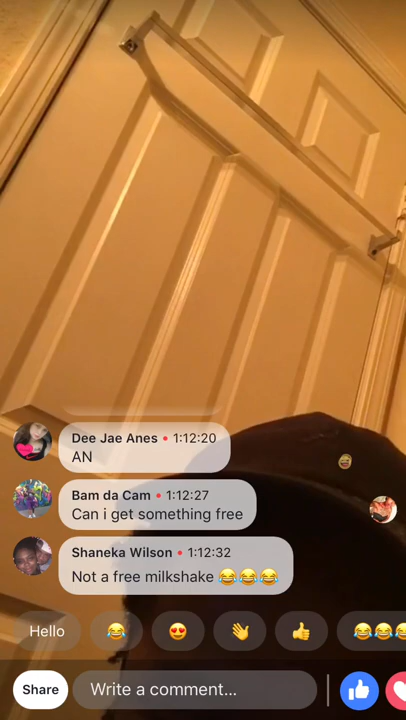 Dee Jae Anes • 1:12:20
AN
Bam da Cam • 1:12:27
Can i get something free
Shaneka Wilson • 1:12:32
Not a free milkshake 😂😂😂
Hello 😂 😍 👋 👍 😂😂😂
Share Write a comment...